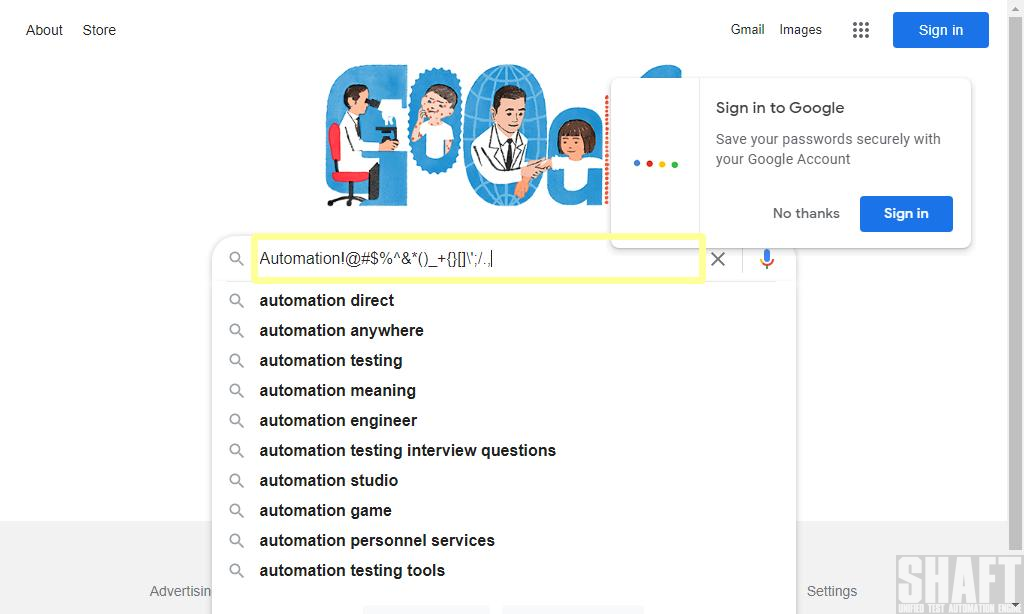 About Store Gmail Images Sign in
Sign in to Google
Save your passwords securely with
your Google Account
No thanks Sign in
Automation!@#$%^&*()_+{}[]\';/.,
automation direct
automation anywhere
automation testing
automation meaning
automation engineer
automation testing interview questions
automation studio
automation game
automation personnel services
automation testing tools
Advertisin Settings
SHAFT
UNIFIED TEST AUTOMATION ENGI